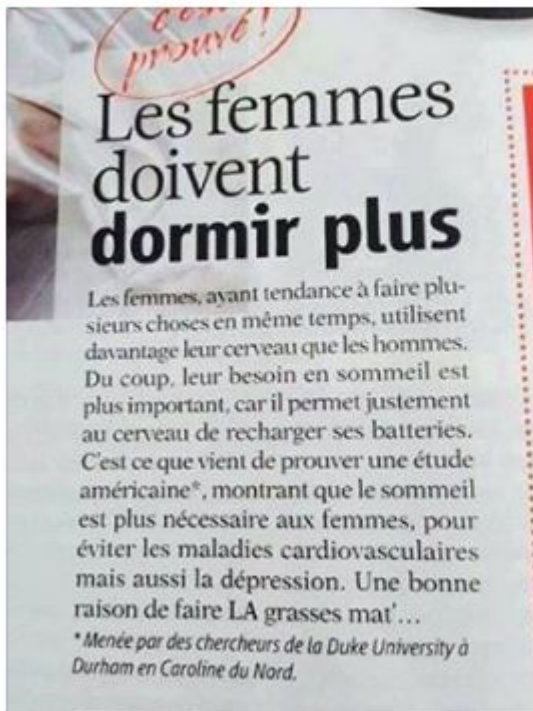 c'est
prouvé !
Les femmes
doivent
dormir plus
Les femmes, ayant tendance à faire plu-
sieurs choses en même temps, utilisent
davantage leur cerveau que les hommes.
Du coup, leur besoin en sommeil est
plus important, car il permet justement
au cerveau de recharger ses batteries.
C'est ce que vient de prouver une étude
américaine*, montrant que le sommeil
est plus nécessaire aux femmes, pour
éviter les maladies cardiovasculaires
mais aussi la dépression. Une bonne
raison de faire LA grasses mat'...
* Menée par des chercheurs de la Duke University à
Durham en Caroline du Nord.